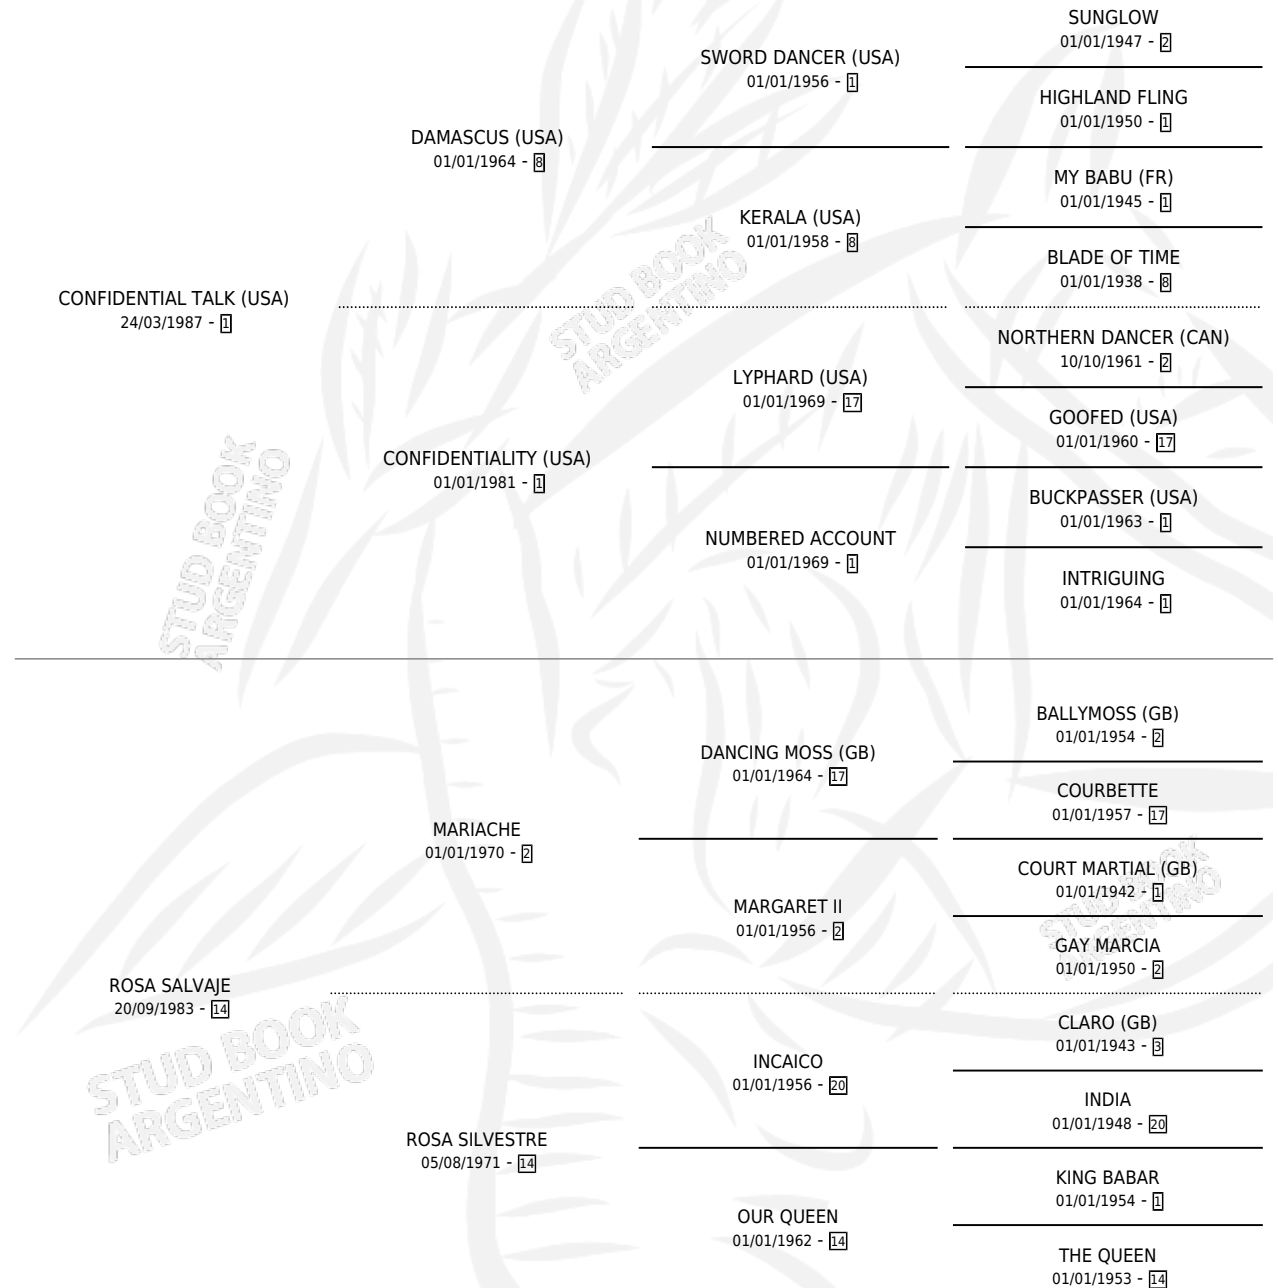 SUNGLOW
01/01/1947 - 2
SWORD DANCER (USA)
01/01/1956 - 1
HIGHLAND FLING
01/01/1950 - 1
DAMASCUS (USA)
01/01/1964 - 8
MY BABU (FR)
01/01/1945 - 1
KERALA (USA)
01/01/1958 - 8
BLADE OF TIME
01/01/1938 - 8
CONFIDENTIAL TALK (USA)
24/03/1987 - 1
NORTHERN DANCER (CAN)
10/10/1961 - 2
LYPHARD (USA)
01/01/1969 - 17
GOOFED (USA)
01/01/1960 - 17
CONFIDENTIALITY (USA)
01/01/1981 - 1
BUCKPASSER (USA)
01/01/1963 - 1
NUMBERED ACCOUNT
01/01/1969 - 1
INTRIGUING
01/01/1964 - 1
BALLYMOSS (GB)
01/01/1954 - 2
DANCING MOSS (GB)
01/01/1964 - 17
COURBETTE
01/01/1957 - 17
MARIACHE
01/01/1970 - 2
COURT MARTIAL (GB)
01/01/1942 - 1
MARGARET II
01/01/1956 - 2
GAY MARCIA
01/01/1950 - 2
ROSA SALVAJE
20/09/1983 - 14
CLARO (GB)
01/01/1943 - 3
INCAICO
01/01/1956 - 20
INDIA
01/01/1948 - 20
ROSA SILVESTRE
05/08/1971 - 14
KING BABAR
01/01/1954 - 1
OUR QUEEN
01/01/1962 - 14
THE QUEEN
01/01/1953 - 14
STUD BOOK
ARGENTINO
STUD BOOK
ARGENTINO
STUD BOOK
ARGENTINO
STUD BOOK
ARGENTINO